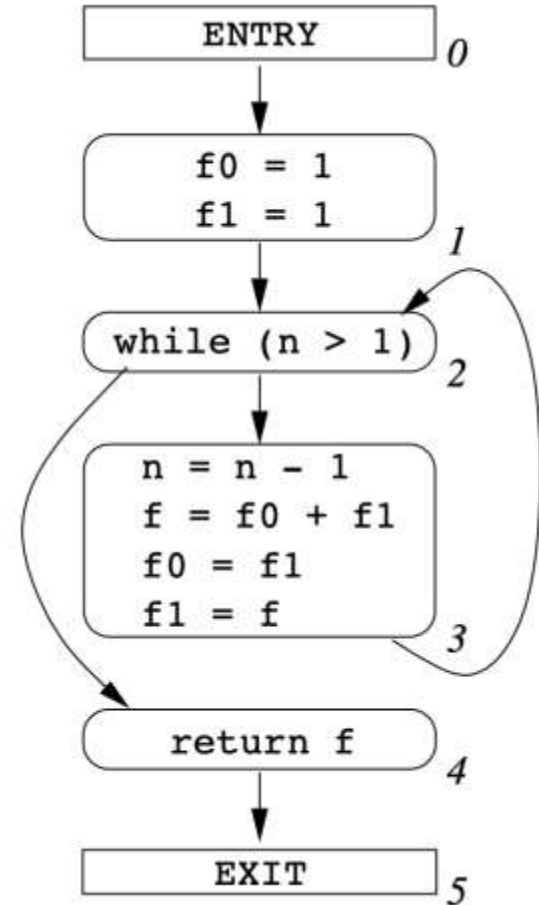 ENTRY
0
f0 = 1
f1 = 1
1
while (n > 1)
2
n = n - 1
f = f0 + f1
f0 = f1
f1 = f
3
return f
4
EXIT
5